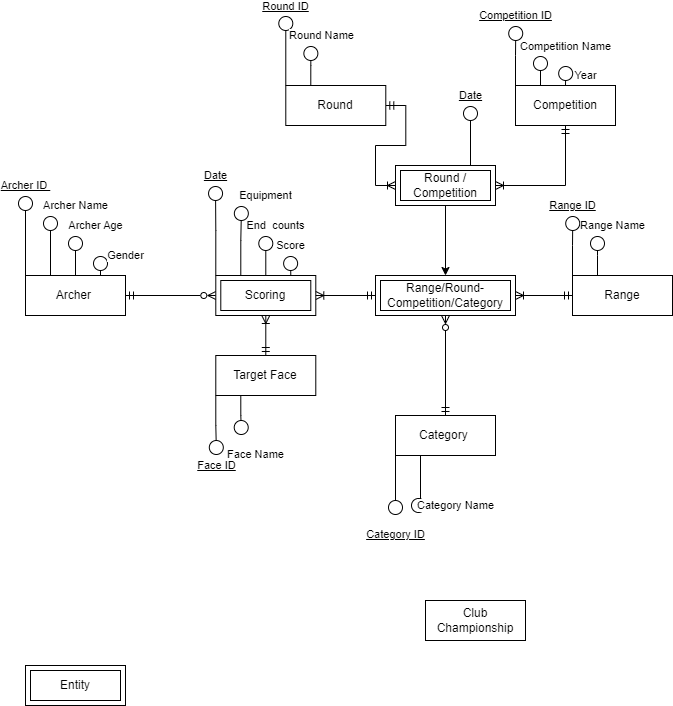 Round ID
Round Name
Round
Competition ID
Competition Name
Year
Competition
Date
Round /
Competition
Archer ID
Archer Name
Archer Age
Gender
Archer
Date
Equipment
End counts
Score
Scoring
Range/Round-
Competition/Category
Range ID
Range Name
Range
Target Face
Face Name
Face ID
Category
Category Name
Category ID
Club
Championship
Entity